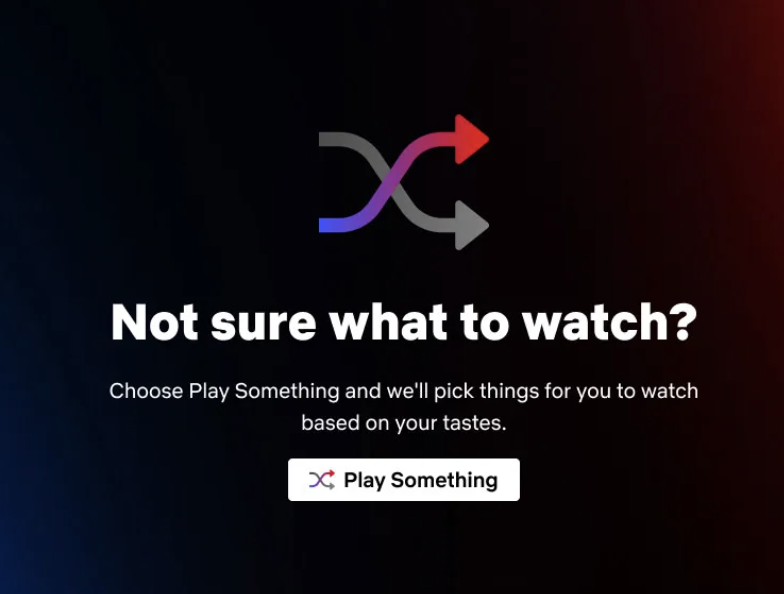 Not sure what to watch?
Choose Play Something and we'll pick things for you to watch
based on your tastes.
Play Something